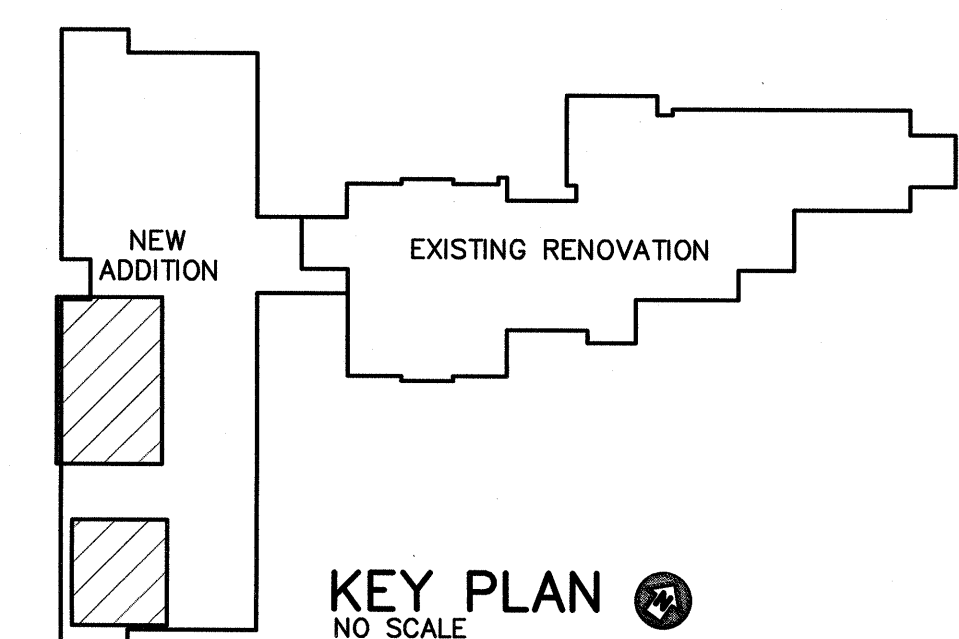 NEW
ADDITION
EXISTING RENOVATION
KEY PLAN
N
NO SCALE